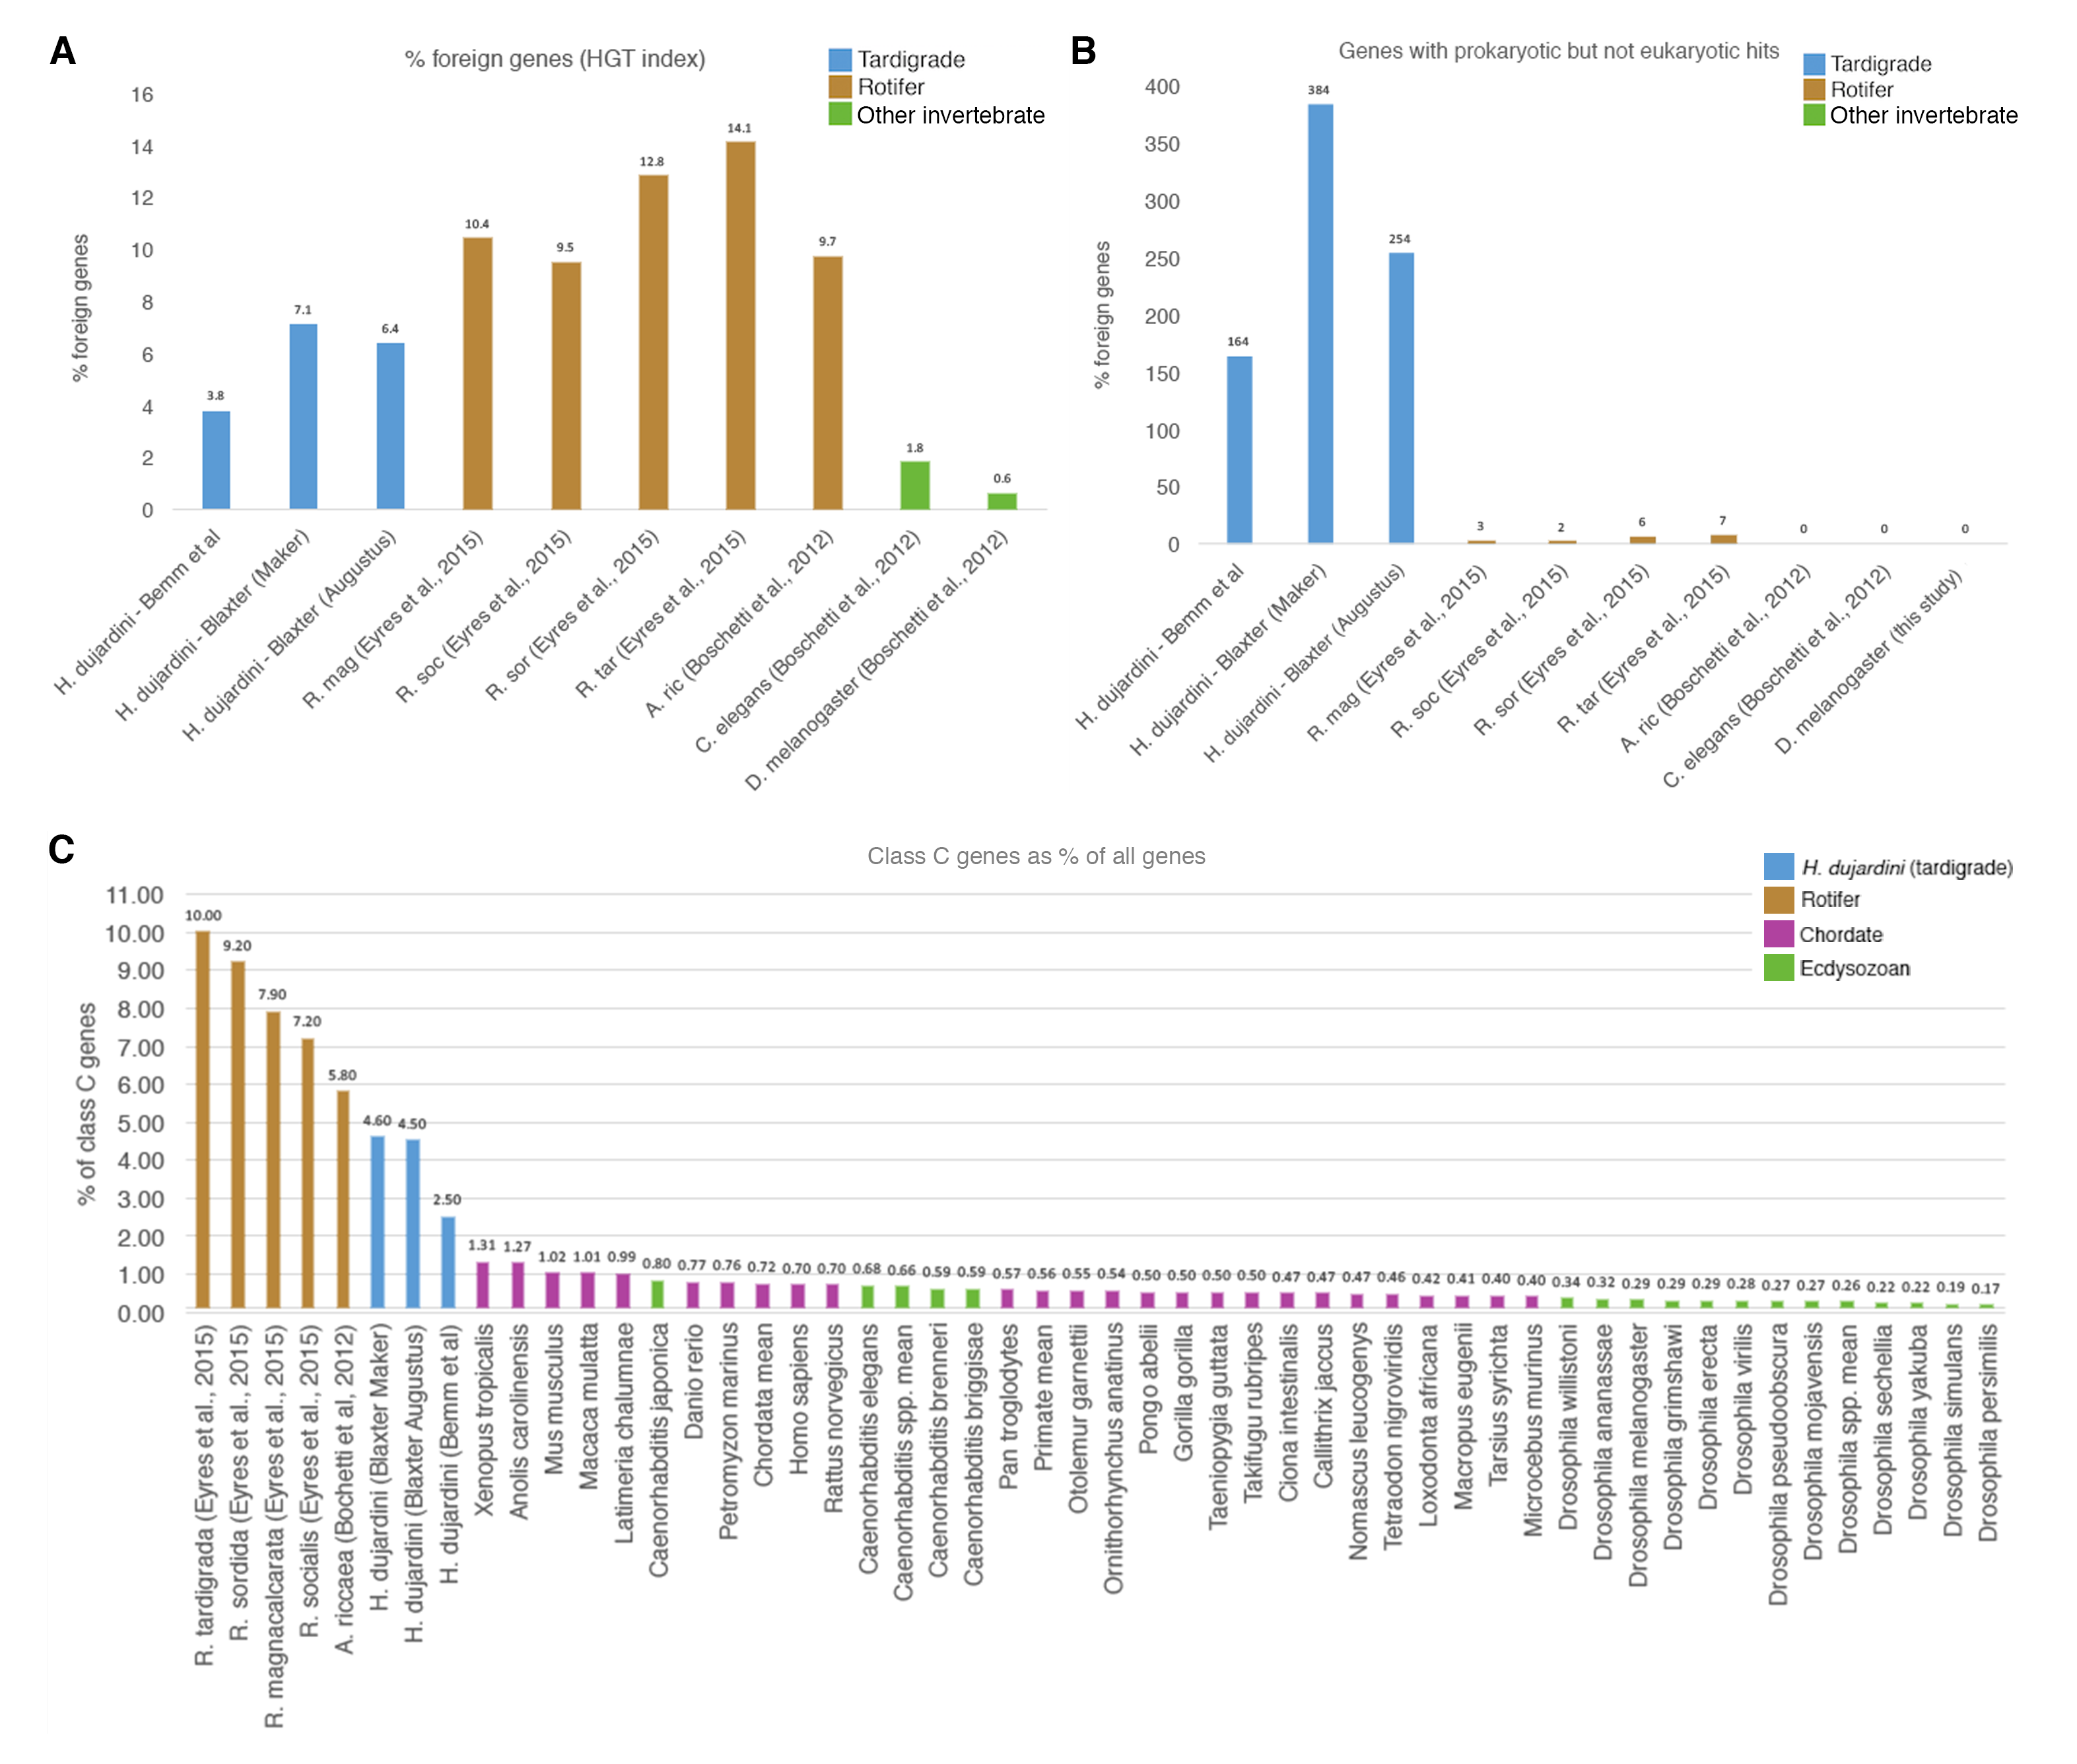 A
% foreign genes (HGT index)
Tardigrade
Rotifer
Other invertebrate
% foreign genes
16
14
12
10
8
6
4
2
0
3.8
7.1
6.4
10.4
9.5
12.8
14.1
9.7
1.8
0.6
H. dujardini - Bemm et al
H. dujardini - Blaxter (Maker)
H. dujardini - Blaxter (Augustus)
R. mag (Eyres et al., 2015)
R. soc (Eyres et al., 2015)
R. sor (Eyres et al., 2015)
R. tar (Eyres et al., 2015)
A. ric (Boschetti et al., 2012)
C. elegans (Boschetti et al., 2012)
D. melanogaster (Boschetti et al., 2012)
B
Genes with prokaryotic but not eukaryotic hits
Tardigrade
Rotifer
Other invertebrate
% foreign genes
400
350
300
250
200
150
100
50
0
164
384
254
3
2
6
7
0
0
0
H. dujardini - Bemm et al
H. dujardini - Blaxter (Maker)
H. dujardini - Blaxter (Augustus)
R. mag (Eyres et al., 2015)
R. soc (Eyres et al., 2015)
R. sor (Eyres et al., 2015)
R. tar (Eyres et al., 2015)
A. ric (Boschetti et al., 2012)
C. elegans (Boschetti et al., 2012)
D. melanogaster (this study)
C
Class C genes as % of all genes
H. dujardini (tardigrade)
Rotifer
Chordate
Ecdysozoan
% of class C genes
11.00
10.00
9.00
8.00
7.00
6.00
5.00
4.00
3.00
2.00
1.00
0.00
10.00
9.20
7.90
7.20
5.80
4.60
4.50
2.50
1.31
1.27
1.02
1.01
0.99
0.80
0.77
0.76
0.72
0.70
0.70
0.68
0.66
0.59
0.59
0.57
0.56
0.55
0.54
0.50
0.50
0.50
0.50
0.47
0.47
0.47
0.46
0.42
0.41
0.40
0.40
0.34
0.32
0.29
0.29
0.29
0.28
0.27
0.27
0.26
0.22
0.22
0.19
0.17
R. tardigrada (Eyres et al., 2015)
R. sordida (Eyres et al., 2015)
R. magnacalcarata (Eyres et al., 2015)
R. socialis (Eyres et al., 2015)
A. riccaea (Bochetti et al, 2012)
H. dujardini (Blaxter Maker)
H. dujardini (Blaxter Augustus)
H. dujardini (Bemm et al)
Xenopus tropicalis
Anolis carolinensis
Mus musculus
Macaca mulatta
Latimeria chalumnae
Caenorhabditis japonica
Danio rerio
Petromyzon marinus
Chordata mean
Homo sapiens
Rattus norvegicus
Caenorhabditis elegans
Caenorhabditis spp. mean
Caenorhabditis brenneri
Caenorhabditis briggisae
Pan troglodytes
Primate mean
Otolemur garnettii
Ornithorhynchus anatinus
Pongo abelii
Gorilla gorilla
Taeniopygia guttata
Takifugu rubripes
Ciona intestinalis
Callithrix jaccus
Nomascus leucogenys
Tetraodon nigroviridis
Loxodonta africana
Macropus eugenii
Tarsius syrichta
Microcebus murinus
Drosophila willistoni
Drosophila ananassae
Drosophila melanogaster
Drosophila grimshawi
Drosophila erecta
Drosophila virilis
Drosophila pseudoobscura
Drosophila mojavensis
Drosophila spp. mean
Drosophila sechellia
Drosophila yakuba
Drosophila simulans
Drosophila persimilis